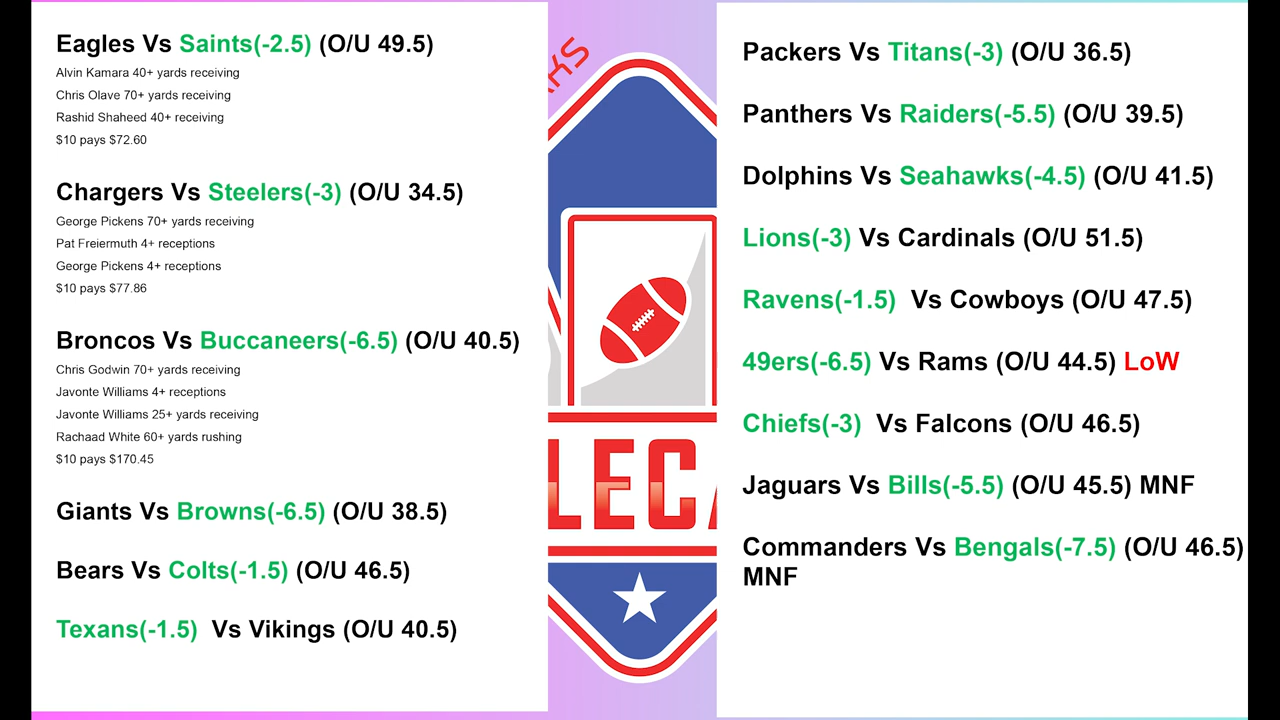 Eagles Vs Saints(-2.5) (O/U 49.5)
Alvin Kamara 40+ yards receiving
Chris Olave 70+ yards receiving
Rashid Shaheed 40+ receiving
$10 pays $72.60
Chargers Vs Steelers(-3) (O/U 34.5)
George Pickens 70+ yards receiving
Pat Freiermuth 4+ receptions
George Pickens 4+ receptions
$10 pays $77.86
Broncos Vs Buccaneers(-6.5) (O/U 40.5)
Chris Godwin 70+ yards receiving
Javonte Williams 4+ receptions
Javonte Williams 25+ yards receiving
Rachaad White 60+ yards rushing
$10 pays $170.45
Giants Vs Browns(-6.5) (O/U 38.5)
Bears Vs Colts(-1.5) (O/U 46.5)
Texans(-1.5) Vs Vikings (O/U 40.5)
LECA
Packers Vs Titans(-3) (O/U 36.5)
Panthers Vs Raiders(-5.5) (O/U 39.5)
Dolphins Vs Seahawks(-4.5) (O/U 41.5)
Lions(-3) Vs Cardinals (O/U 51.5)
Ravens(-1.5) Vs Cowboys (O/U 47.5)
49ers(-6.5) Vs Rams (O/U 44.5) LoW
Chiefs(-3) Vs Falcons (O/U 46.5)
Jaguars Vs Bills(-5.5) (O/U 45.5) MNF
Commanders Vs Bengals(-7.5) (O/U 46.5)
MNF